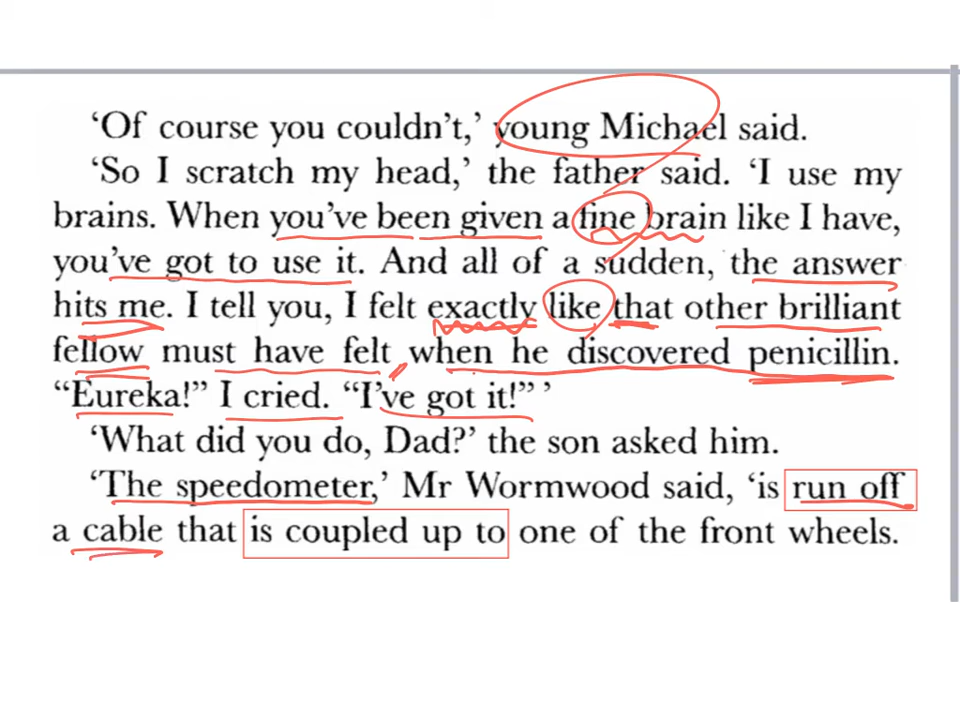 ‘Of course you couldn't,’ young Michael said.
‘So I scratch my head,’ the father said. ‘I use my
brains. When you've been given a fine brain like I have,
you've got to use it. And all of a sudden, the answer
hits me. I tell you, I felt exactly like that other brilliant
fellow must have felt when he discovered penicillin.
“Eureka!” I cried. “I've got it!” ’
‘What did you do, Dad?’ the son asked him.
‘The speedometer,’ Mr Wormwood said, ‘is run off
a cable that is coupled up to one of the front wheels.